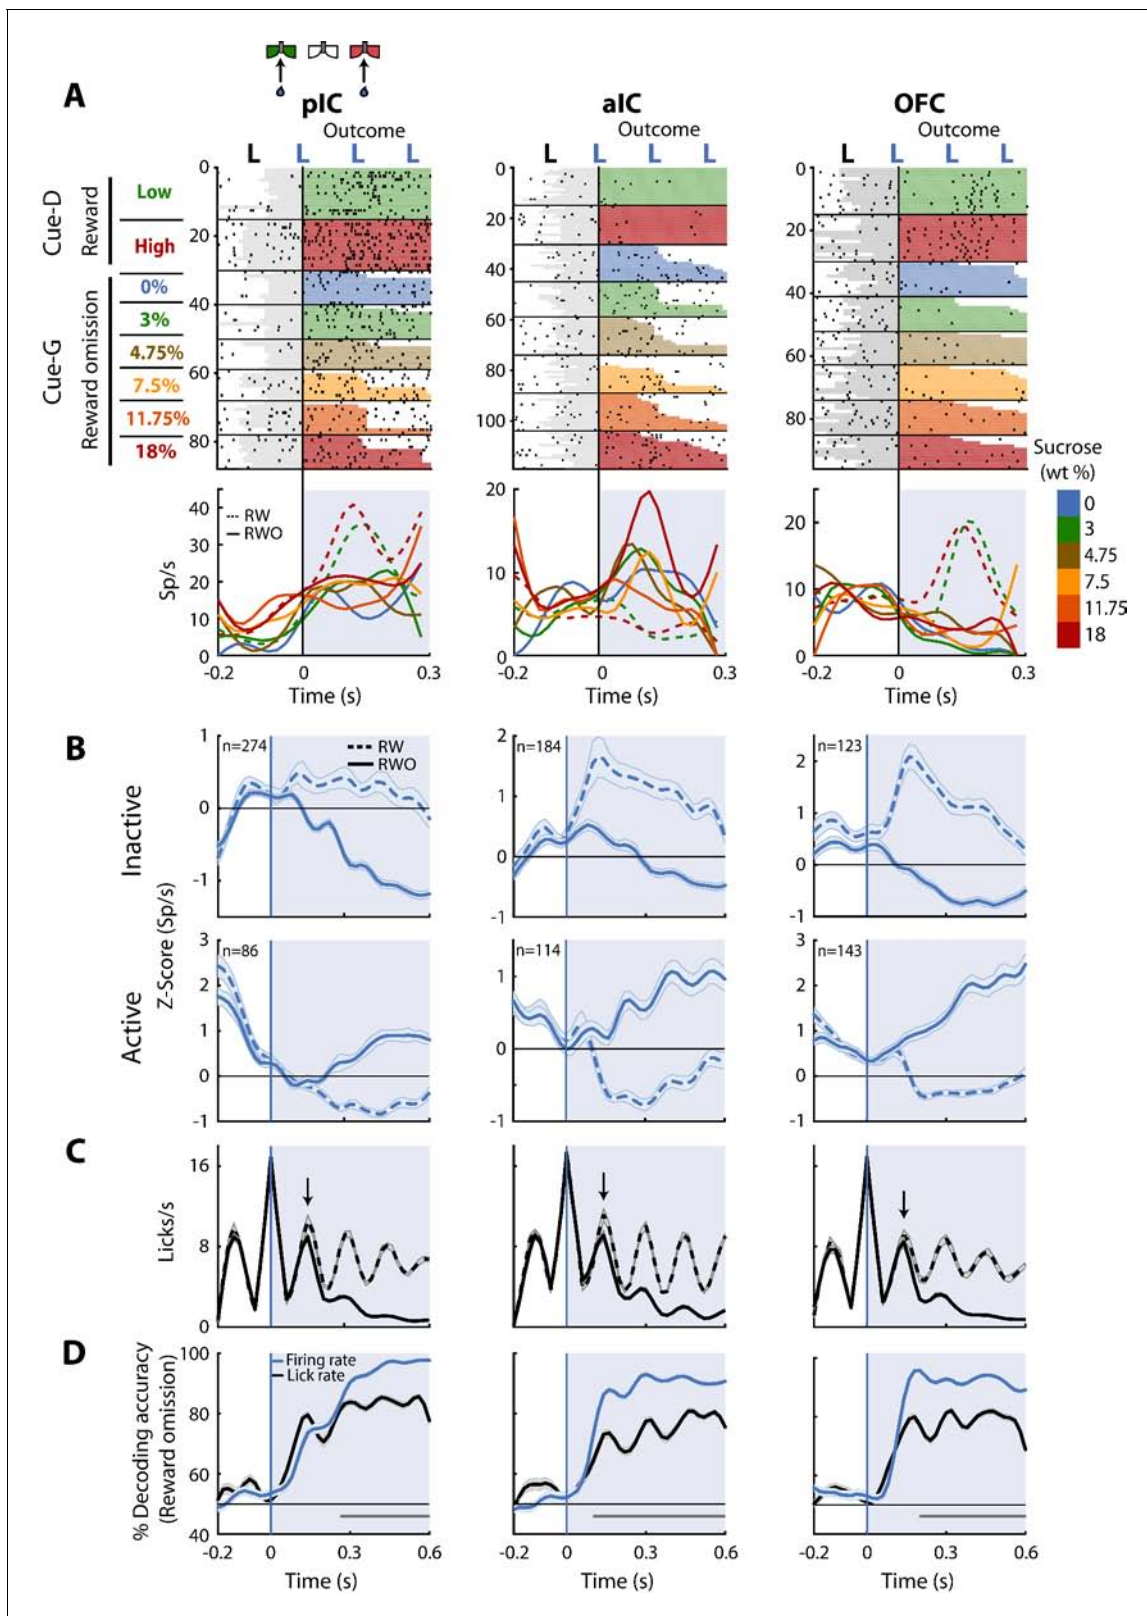 A
pIC
aIC
OFC
Outcome
Outcome
Outcome
L L L L
L L L L
L L L L
Cue-D
Reward
Low
High
Cue-G
Reward omission
0%
3%
4.75%
7.5%
11.75%
18%
0
20
40
60
80
0
20
40
60
80
100
0
20
40
60
80
Sucrose
(wt %)
0
3
4.75
7.5
11.75
18
Sp/s
40
30
20
10
0
RW
RWO
20
10
0
20
10
0
-0.2 0 0.3
-0.2 0 0.3
-0.2 0 0.3
Time (s)
Time (s)
Time (s)
B
Inactive
Active
Z-Score (Sp/s)
n=274
RW
RWO
1
0
-1
n=184
2
1
0
-1
n=123
2
1
0
-1
n=86
3
2
1
0
-1
n=114
1
0
-1
n=143
3
2
1
0
-1
C
Licks/s
16
8
0
D
% Decoding accuracy
(Reward omission)
100
80
60
40
Firing rate
Lick rate
-0.2 0 0.3 0.6
-0.2 0 0.3 0.6
-0.2 0 0.3 0.6
Time (s)
Time (s)
Time (s)